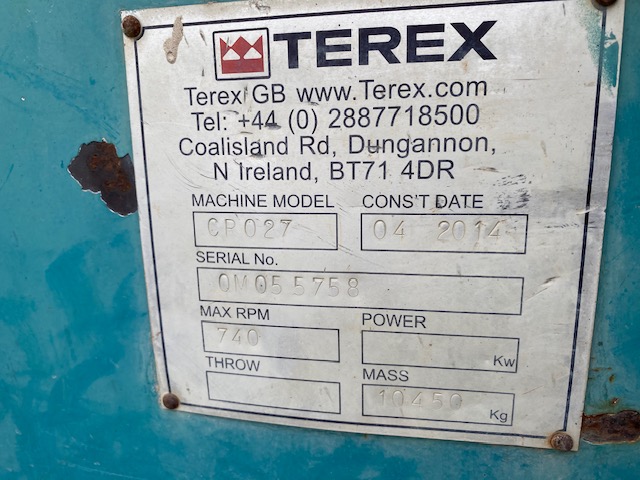 TEREX
Terex GB www.Terex.com
Tel: +44 (0) 2887718500
Coalisland Rd, Dungannon,
N Ireland, BT71 4DR
MACHINE MODEL CONS'T DATE
CP027 04 2014
SERIAL No.
OM055758
MAX RPM POWER
740 Kw
THROW MASS
10450 Kg